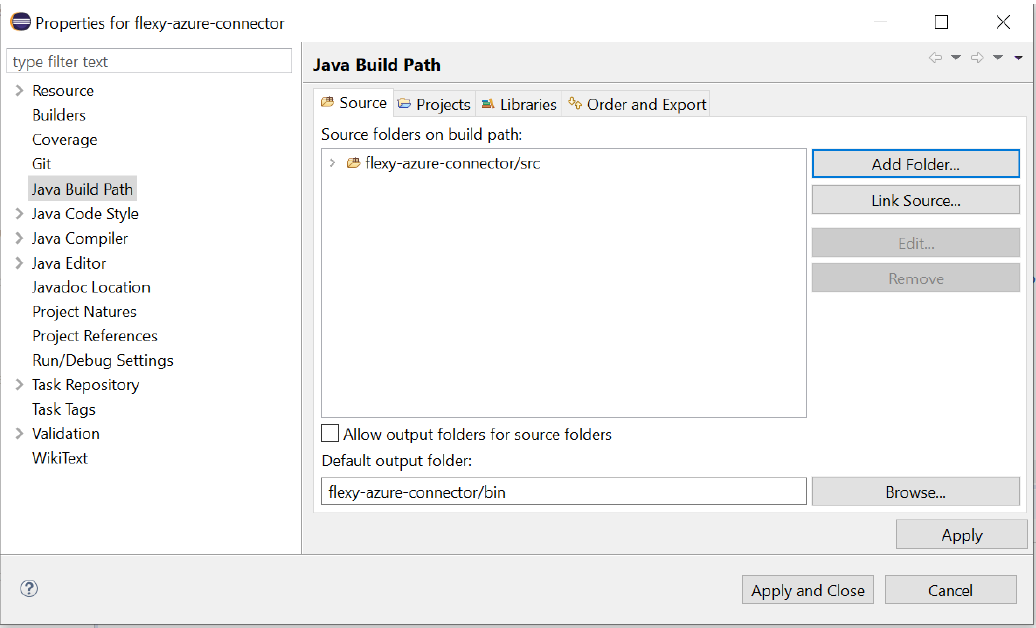 Properties for flexy-azure-connector
type filter text
Resource
Builders
Coverage
Git
Java Build Path
Java Code Style
Java Compiler
Java Editor
Javadoc Location
Project Natures
Project References
Run/Debug Settings
Task Repository
Task Tags
Validation
WikiText
Java Build Path
Source Projects Libraries Order and Export
Source folders on build path:
flexy-azure-connector/src
Add Folder...
Link Source...
Edit...
Remove
Allow output folders for source folders
Default output folder:
flexy-azure-connector/bin
Browse...
Apply
?
Apply and Close Cancel